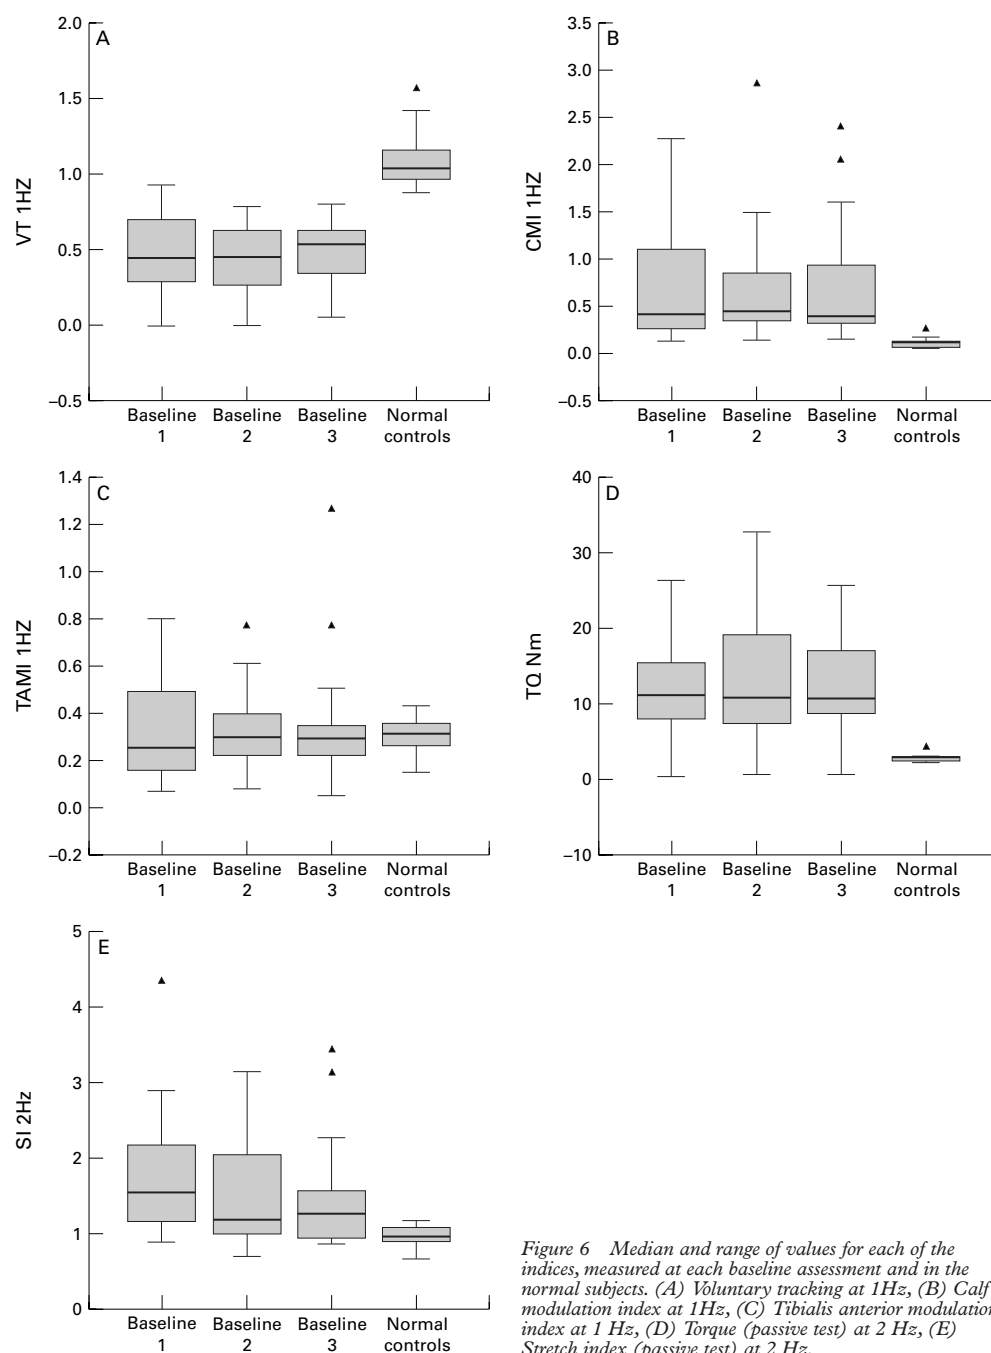 A
VT 1HZ
2.0
1.5
1.0
0.5
0.0
–0.5
Baseline 1
Baseline 2
Baseline 3
Normal controls
B
CMI 1HZ
3.5
3.0
2.5
2.0
1.5
1.0
0.5
0.0
–0.5
Baseline 1
Baseline 2
Baseline 3
Normal controls
C
TAMI 1HZ
1.4
1.2
1.0
0.8
0.6
0.4
0.2
0.0
–0.2
Baseline 1
Baseline 2
Baseline 3
Normal controls
D
TQ Nm
40
30
20
10
0
–10
Baseline 1
Baseline 2
Baseline 3
Normal controls
E
SI 2Hz
5
4
3
2
1
0
Baseline 1
Baseline 2
Baseline 3
Normal controls
Figure 6 Median and range of values for each of the
indices, measured at each baseline assessment and in the
normal subjects. (A) Voluntary tracking at 1Hz, (B) Calf
modulation index at 1Hz, (C) Tibialis anterior modulation
index at 1 Hz, (D) Torque (passive test) at 2 Hz, (E)
Stretch index (passive test) at 2 Hz.